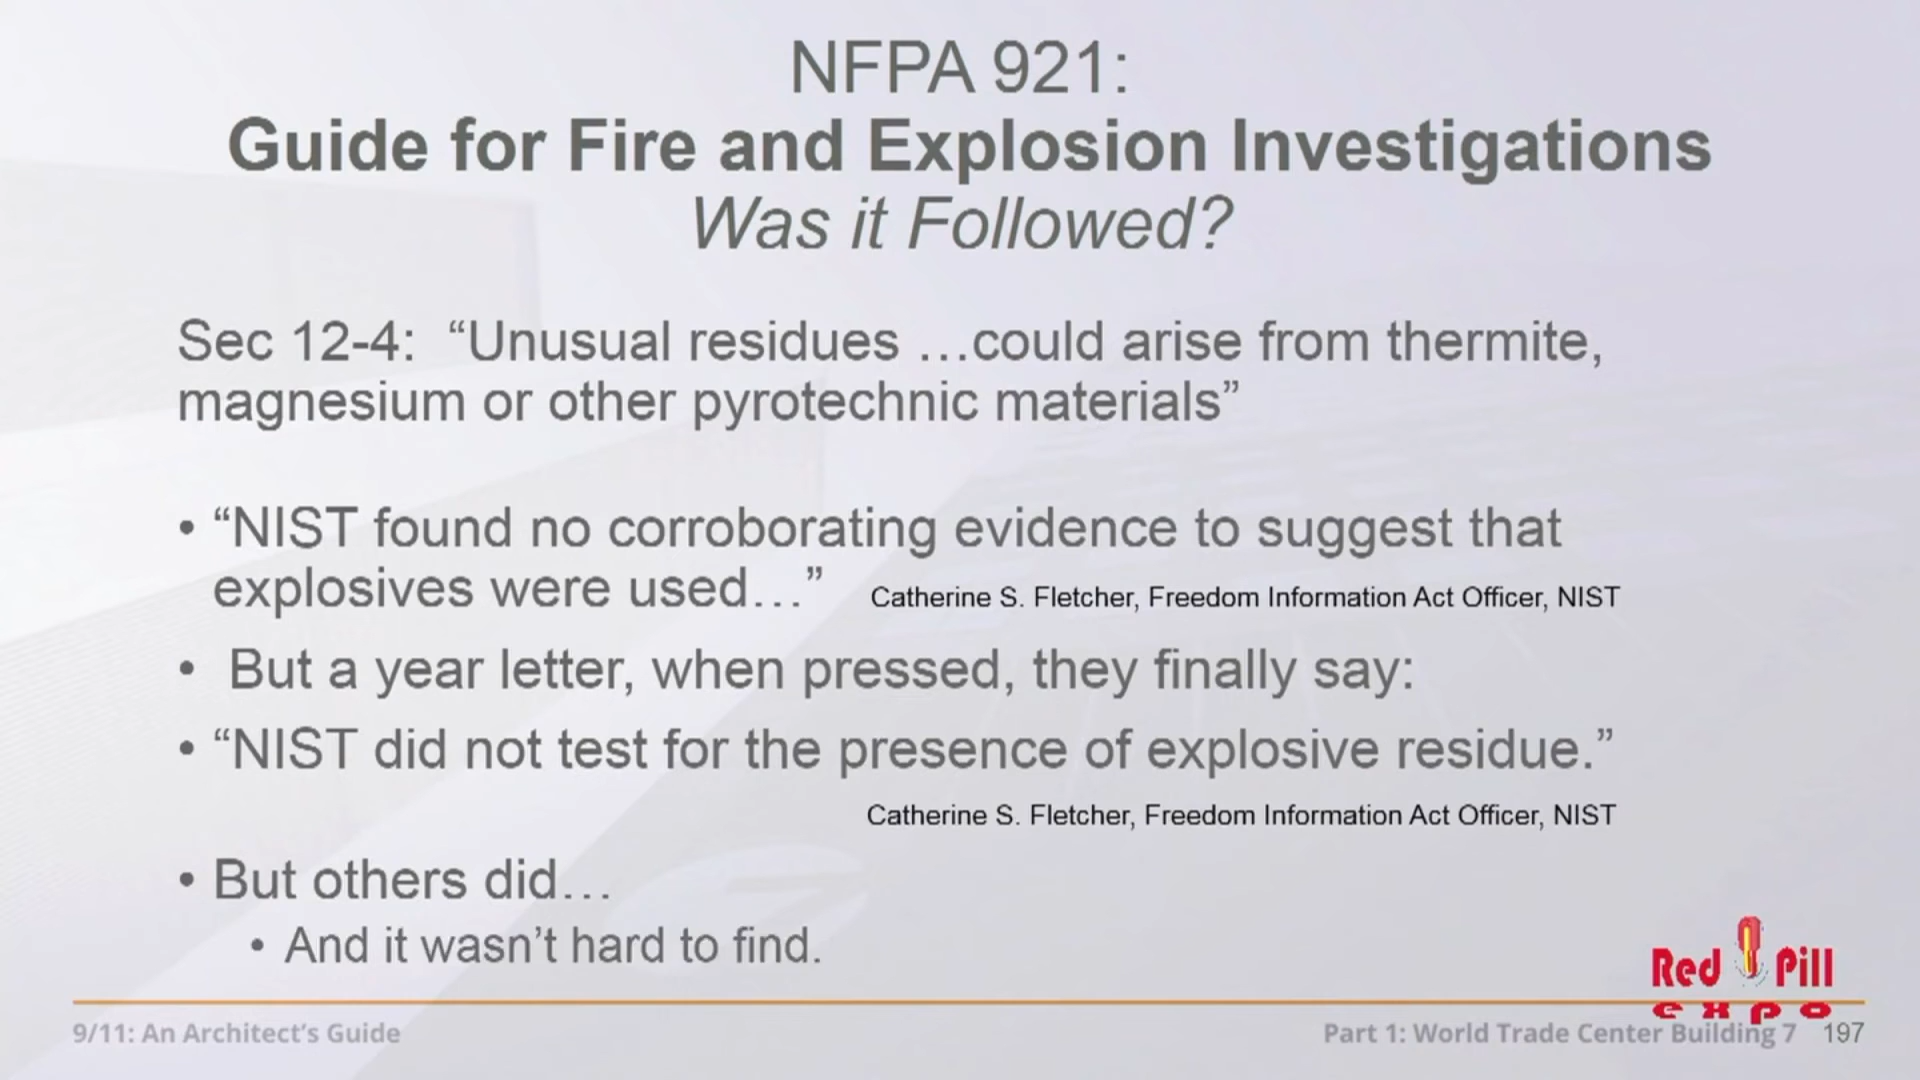 NFPA 921:
Guide for Fire and Explosion Investigations
Was it Followed?
Sec 12-4: “Unusual residues …could arise from thermite,
magnesium or other pyrotechnic materials”
• “NIST found no corroborating evidence to suggest that
explosives were used…” Catherine S. Fletcher, Freedom Information Act Officer, NIST
• But a year letter, when pressed, they finally say:
• “NIST did not test for the presence of explosive residue.”
Catherine S. Fletcher, Freedom Information Act Officer, NIST
• But others did…
• And it wasn’t hard to find.
Red Pill
expo
9/11: An Architect’s Guide
Part 1: World Trade Center Building 7 197